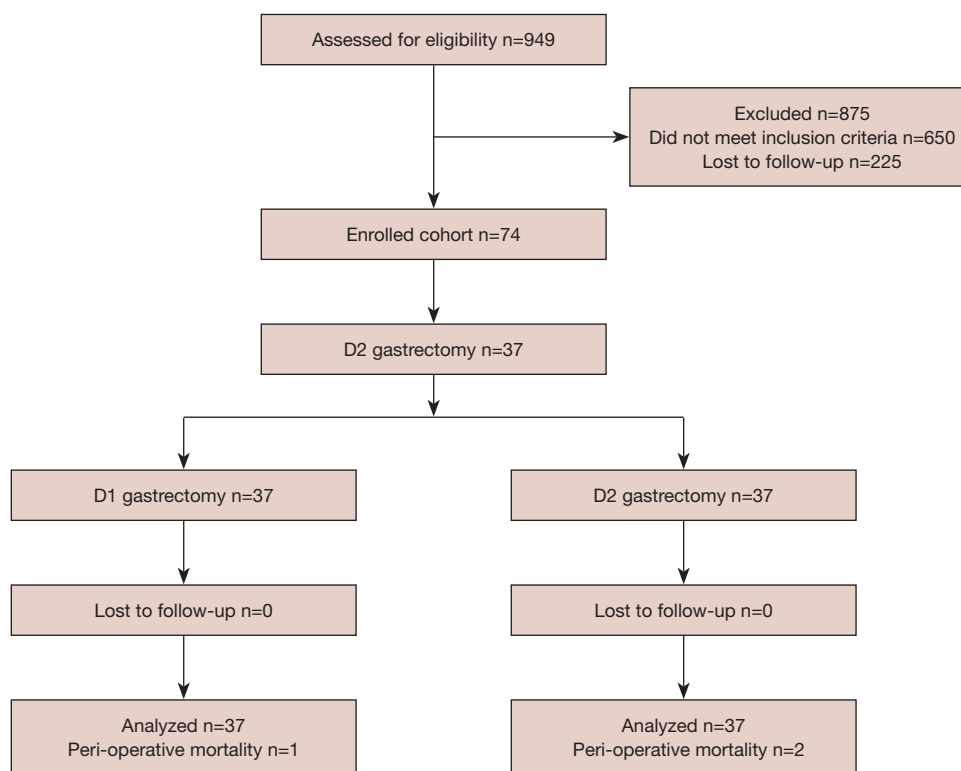 Assessed for eligibility n=949
Excluded n=875
Did not meet inclusion criteria n=650
Lost to follow-up n=225
Enrolled cohort n=74
D2 gastrectomy n=37
D1 gastrectomy n=37
D2 gastrectomy n=37
Lost to follow-up n=0
Lost to follow-up n=0
Analyzed n=37
Peri-operative mortality n=1
Analyzed n=37
Peri-operative mortality n=2